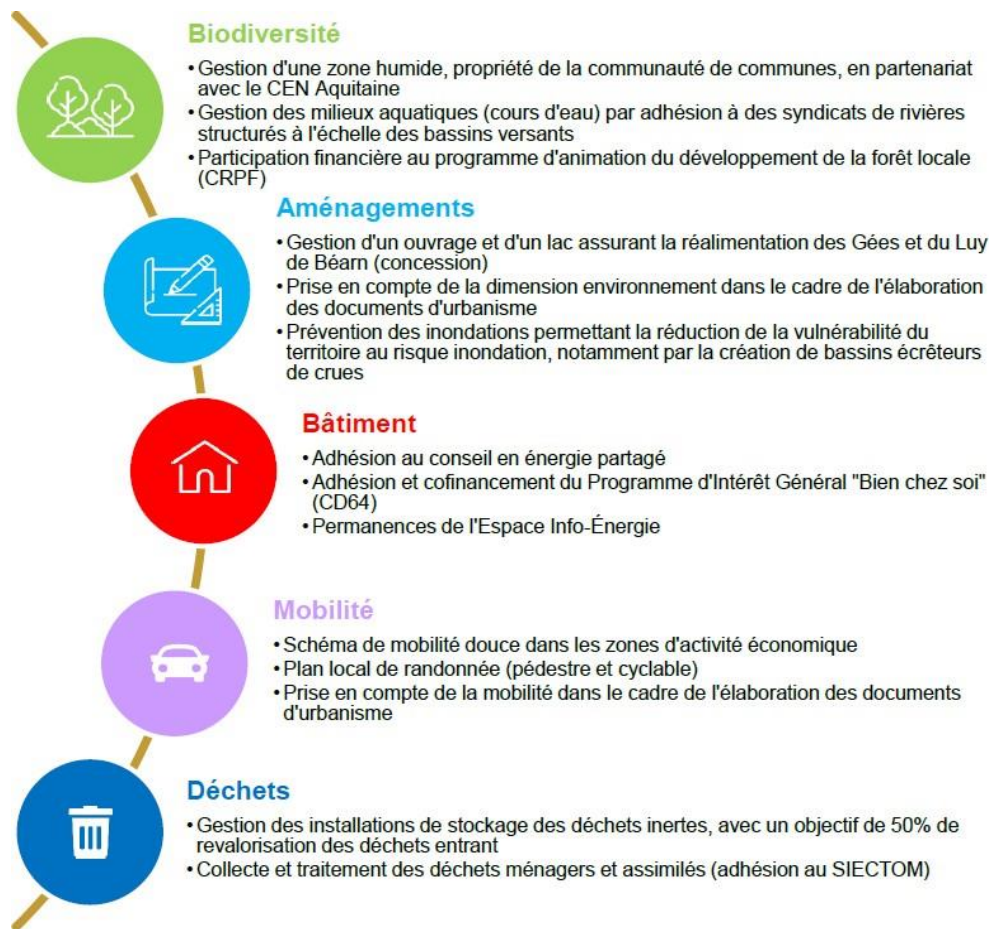 Biodiversité
• Gestion d'une zone humide, propriété de la communauté de communes, en partenariat
avec le CEN Aquitaine
• Gestion des milieux aquatiques (cours d'eau) par adhésion à des syndicats de rivières
structurés à l'échelle des bassins versants
• Participation financière au programme d'animation du développement de la forêt locale
(CRPF)
Aménagements
• Gestion d'un ouvrage et d'un lac assurant la réalimentation des Gées et du Luy
de Béarn (concession)
• Prise en compte de la dimension environnement dans le cadre de l'élaboration
des documents d'urbanisme
• Prévention des inondations permettant la réduction de la vulnérabilité du
territoire au risque inondation, notamment par la création de bassins écrêteurs
de crues
Bâtiment
• Adhésion au conseil en énergie partagé
• Adhésion et cofinancement du Programme d'Intérêt Général "Bien chez soi"
(CD64)
• Permanences de l'Espace Info-Énergie
Mobilité
• Schéma de mobilité douce dans les zones d'activité économique
• Plan local de randonnée (pédestre et cyclable)
• Prise en compte de la mobilité dans le cadre de l'élaboration des documents
d'urbanisme
Déchets
• Gestion des installations de stockage des déchets inertes, avec un objectif de 50% de
revalorisation des déchets entrant
• Collecte et traitement des déchets ménagers et assimilés (adhésion au SIECTOM)